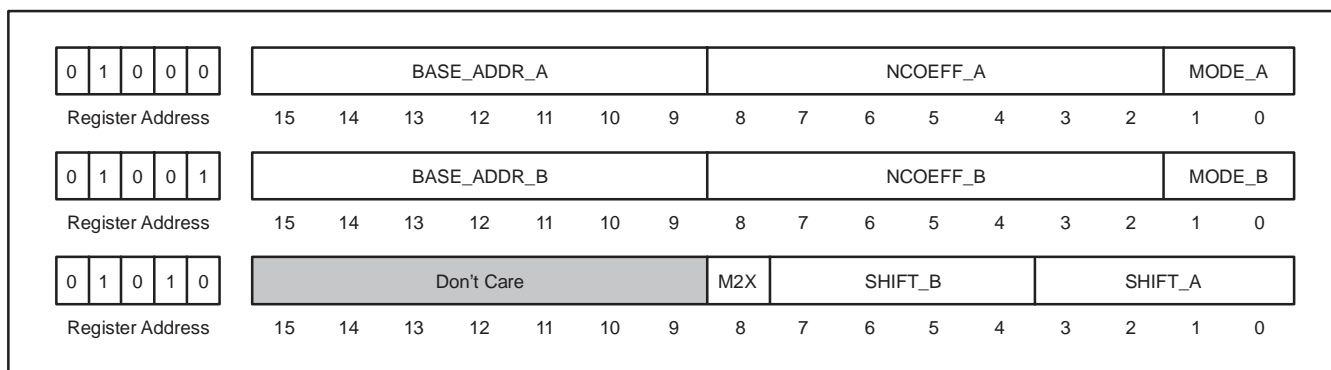 0 1 0 0 0 BASE_ADDR_A NCOEFF_A MODE_A
Register Address 15 14 13 12 11 10 9 8 7 6 5 4 3 2 1 0
0 1 0 0 1 BASE_ADDR_B NCOEFF_B MODE_B
Register Address 15 14 13 12 11 10 9 8 7 6 5 4 3 2 1 0
0 1 0 1 0 Don't Care M2X SHIFT_B SHIFT_A
Register Address 15 14 13 12 11 10 9 8 7 6 5 4 3 2 1 0